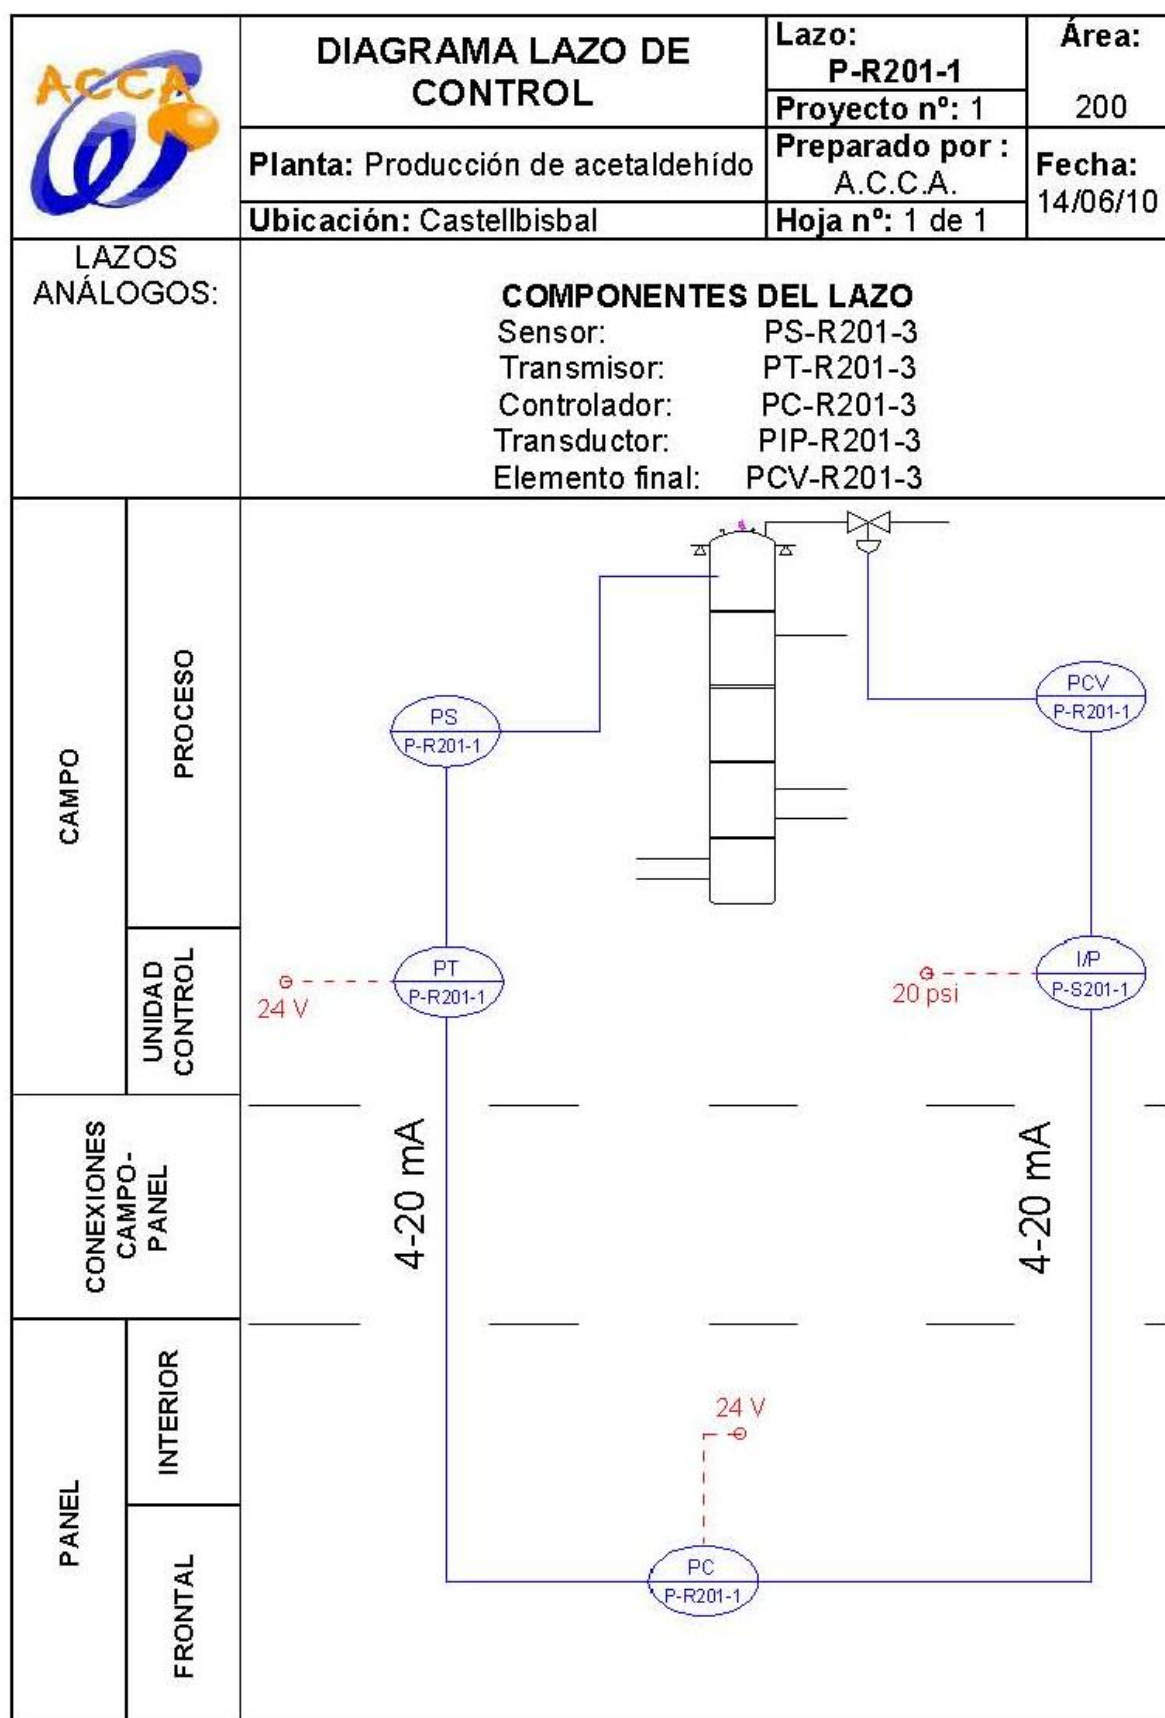 ACCA
DIAGRAMA LAZO DE
CONTROL
Lazo:
P-R201-1
Proyecto nº: 1
Área:
200
Planta: Producción de acetaldehído
Preparado por :
A.C.C.A.
Fecha:
14/06/10
Ubicación: Castellbisbal
Hoja nº: 1 de 1
LAZOS
ANÁLOGOS:
COMPONENTES DEL LAZO
Sensor: PS-R201-3
Transmisor: PT-R201-3
Controlador: PC-R201-3
Transductor: PIP-R201-3
Elemento final: PCV-R201-3
CAMPO
PROCESO
PS
P-R201-1
PCV
P-R201-1
UNIDAD
CONTROL
24 V
PT
P-R201-1
20 psi
I/P
P-S201-1
CONEXIONES
CAMPO-
PANEL
4-20 mA
4-20 mA
PANEL
INTERIOR
24 V
FRONTAL
PC
P-R201-1